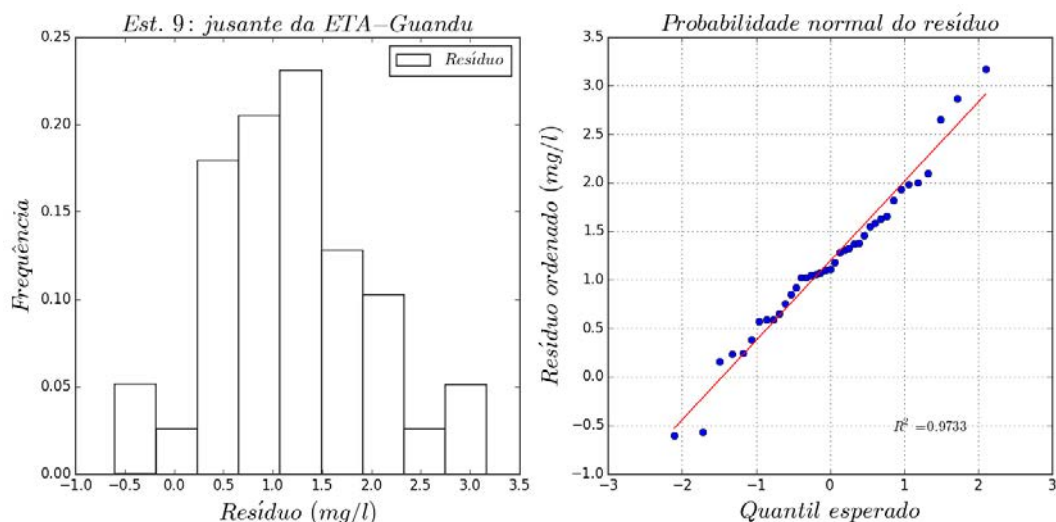 Est. 9: jusante da ETA–Guandu
0.25
0.20
0.15
0.10
0.05
0.00
Frequência
Resíduo
−1.0 −0.5 0.0 0.5 1.0 1.5 2.0 2.5 3.0 3.5
Resíduo (mg/l)
Probabilidade normal do resíduo
3.5
3.0
2.5
2.0
1.5
1.0
0.5
0.0
−0.5
−1.0
Resíduo ordenado (mg/l)
R² =0.9733
−3 −2 −1 0 1 2 3
Quantil esperado